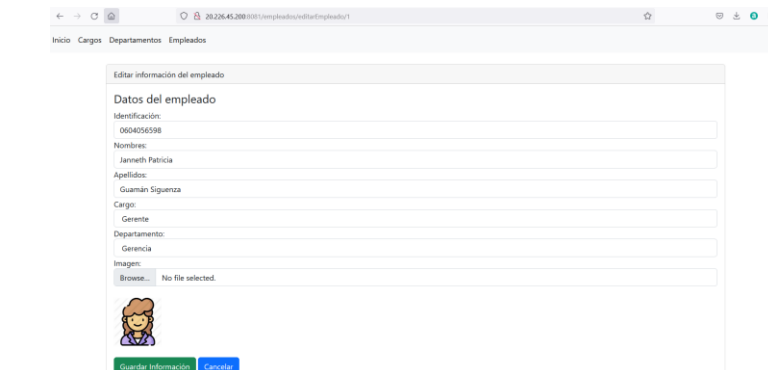 20.226.45.200:8081/empleados/editarEmpleado/1
Inicio Cargos Departamentos Empleados
Editar información del empleado
Datos del empleado
Identificación:
0604056598
Nombres:
Janneth Patricia
Apellidos:
Guamán Siguenza
Cargo:
Gerente
Departamento:
Gerencia
Imagen:
Browse... No file selected.
Guardar Información Cancelar